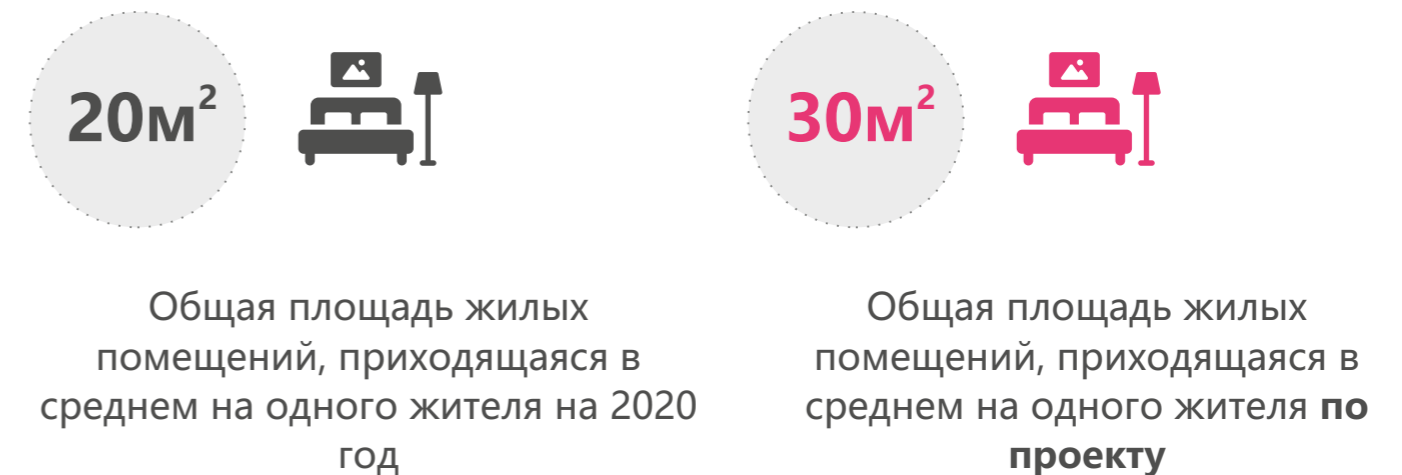 20м²
Общая площадь жилых
помещений, приходящаяся в
среднем на одного жителя на 2020
год
30м²
Общая площадь жилых
помещений, приходящаяся в
среднем на одного жителя по
проекту